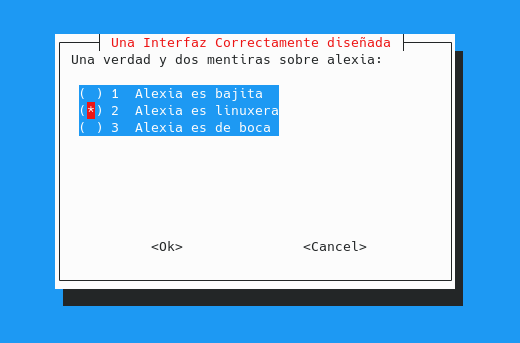 Una Interfaz Correctamente diseñada
Una verdad y dos mentiras sobre alexia:
( ) 1  Alexia es bajita
(*) 2  Alexia es linuxera
( ) 3  Alexia es de boca
<Ok> <Cancel>